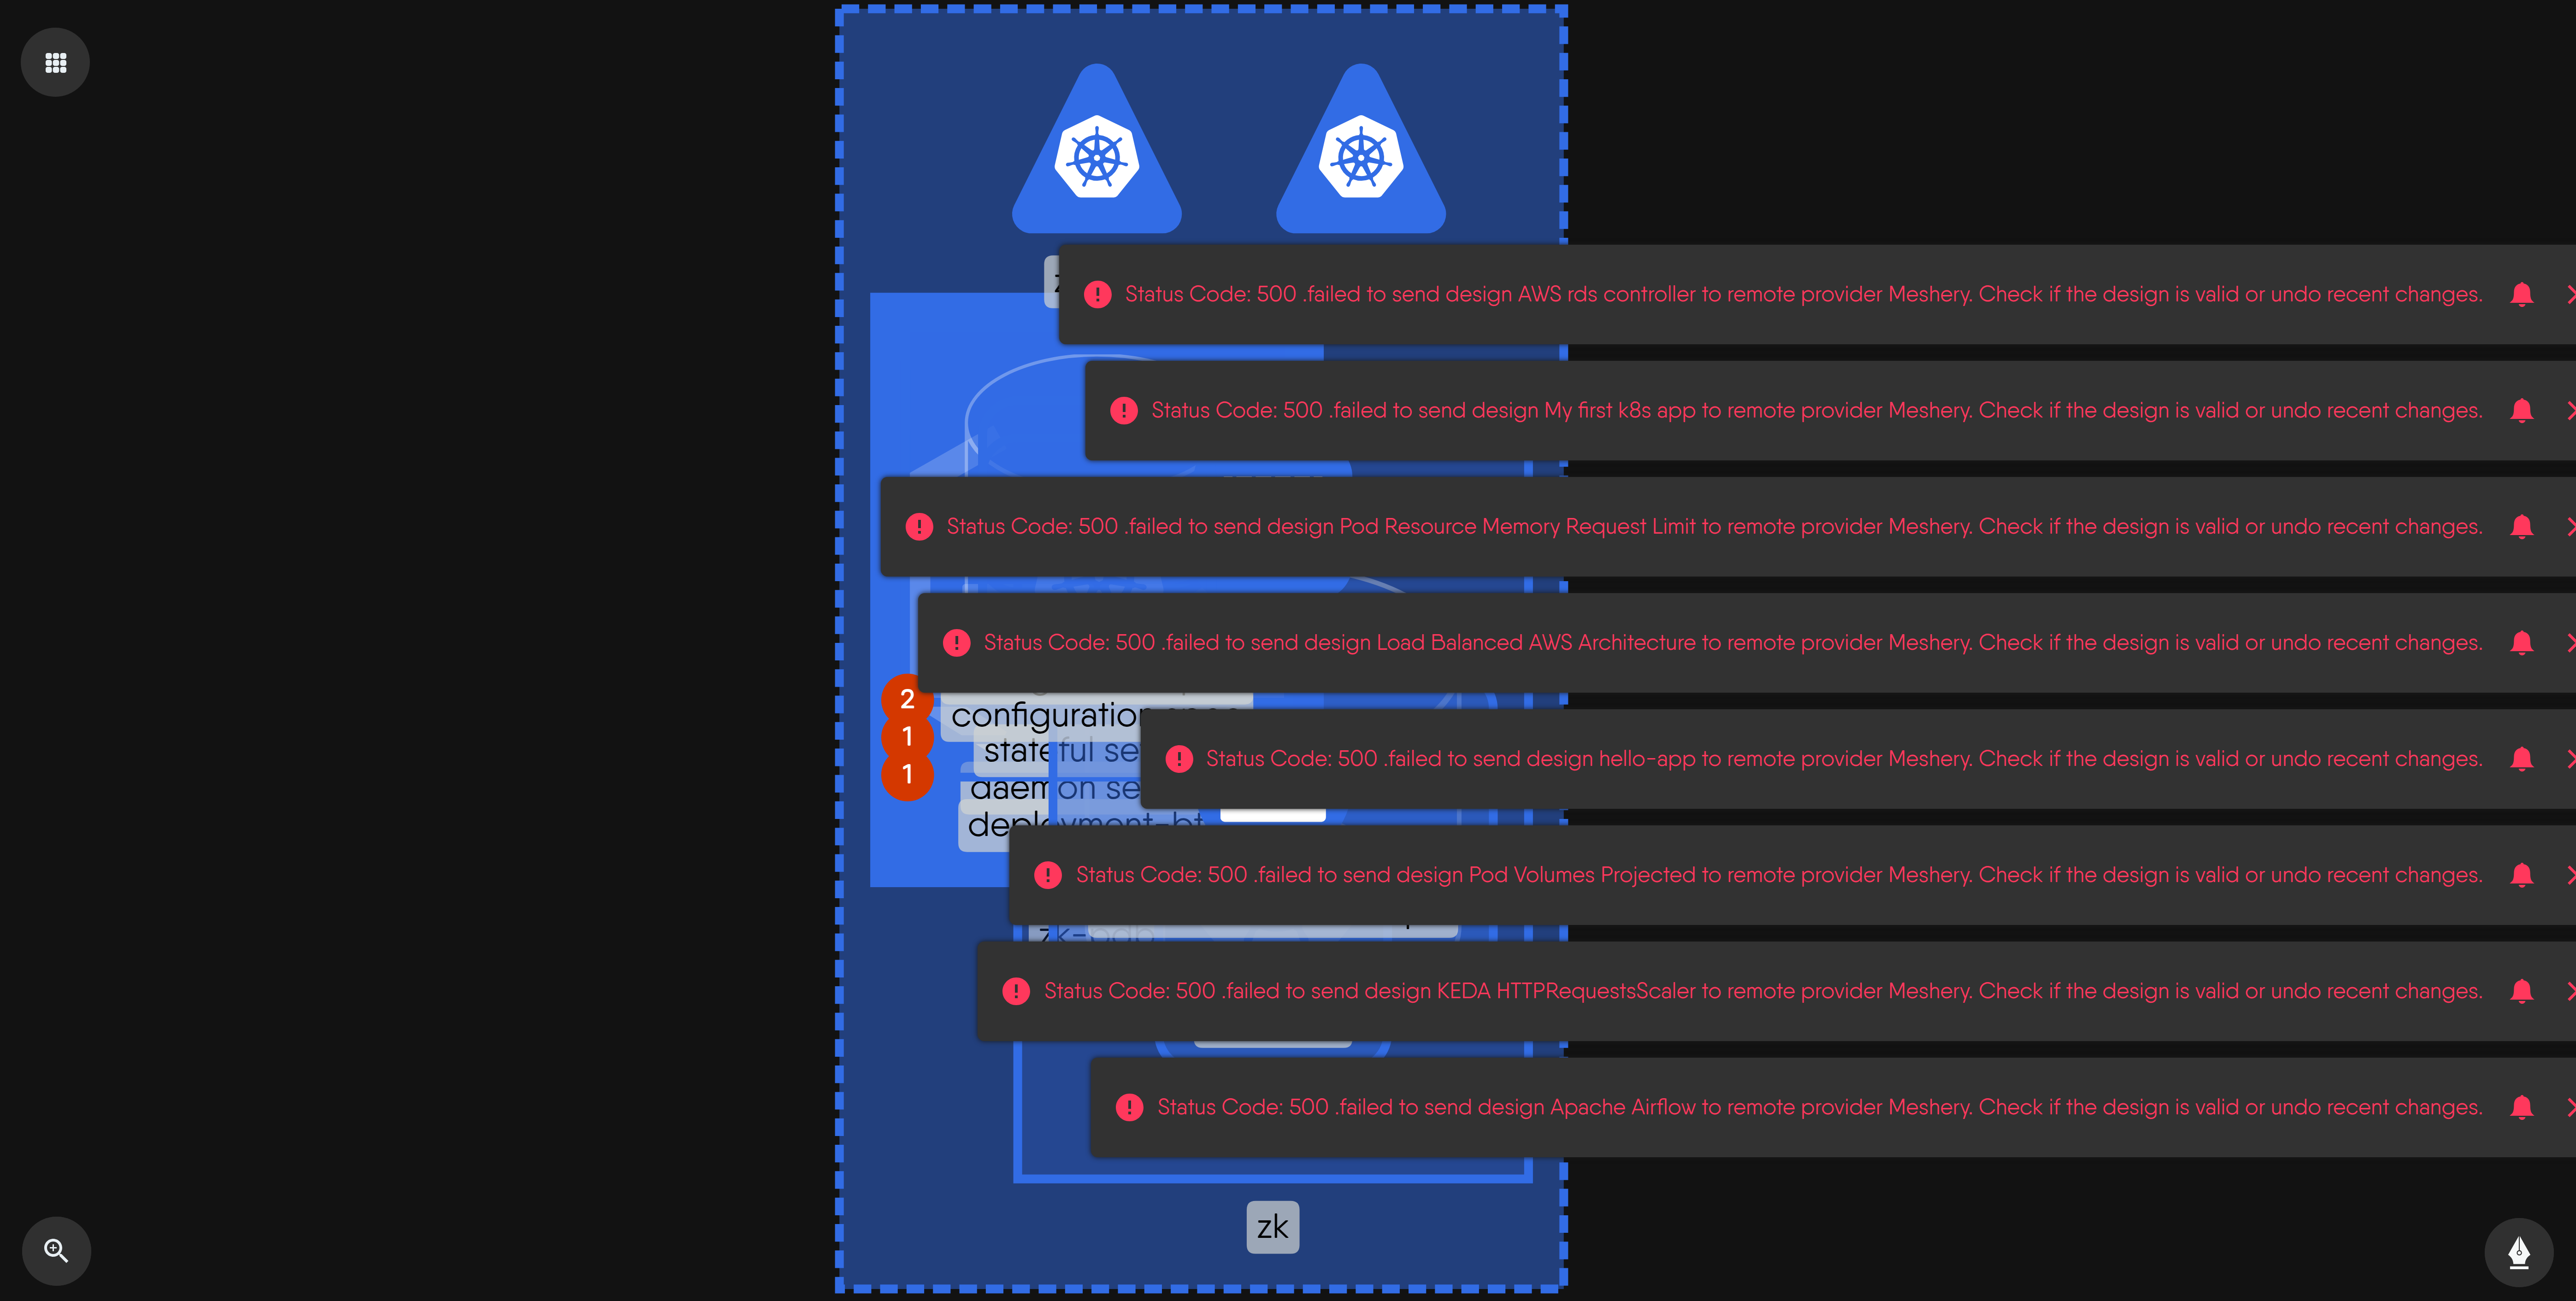 Status Code: 500 .failed to send design AWS rds controller to remote provider Meshery. Check if the design is valid or undo recent changes.
Status Code: 500 .failed to send design My first k8s app to remote provider Meshery. Check if the design is valid or undo recent changes.
Status Code: 500 .failed to send design Pod Resource Memory Request Limit to remote provider Meshery. Check if the design is valid or undo recent changes.
Status Code: 500 .failed to send design Load Balanced AWS Architecture to remote provider Meshery. Check if the design is valid or undo recent changes.
2
configuration
1
stateful se
Status Code: 500 .failed to send design hello-app to remote provider Meshery. Check if the design is valid or undo recent changes.
1
daemon se
deployment-bt
Status Code: 500 .failed to send design Pod Volumes Projected to remote provider Meshery. Check if the design is valid or undo recent changes.
zk-pdb
Status Code: 500 .failed to send design KEDA HTTPRequestsScaler to remote provider Meshery. Check if the design is valid or undo recent changes.
Status Code: 500 .failed to send design Apache Airflow to remote provider Meshery. Check if the design is valid or undo recent changes.
zk